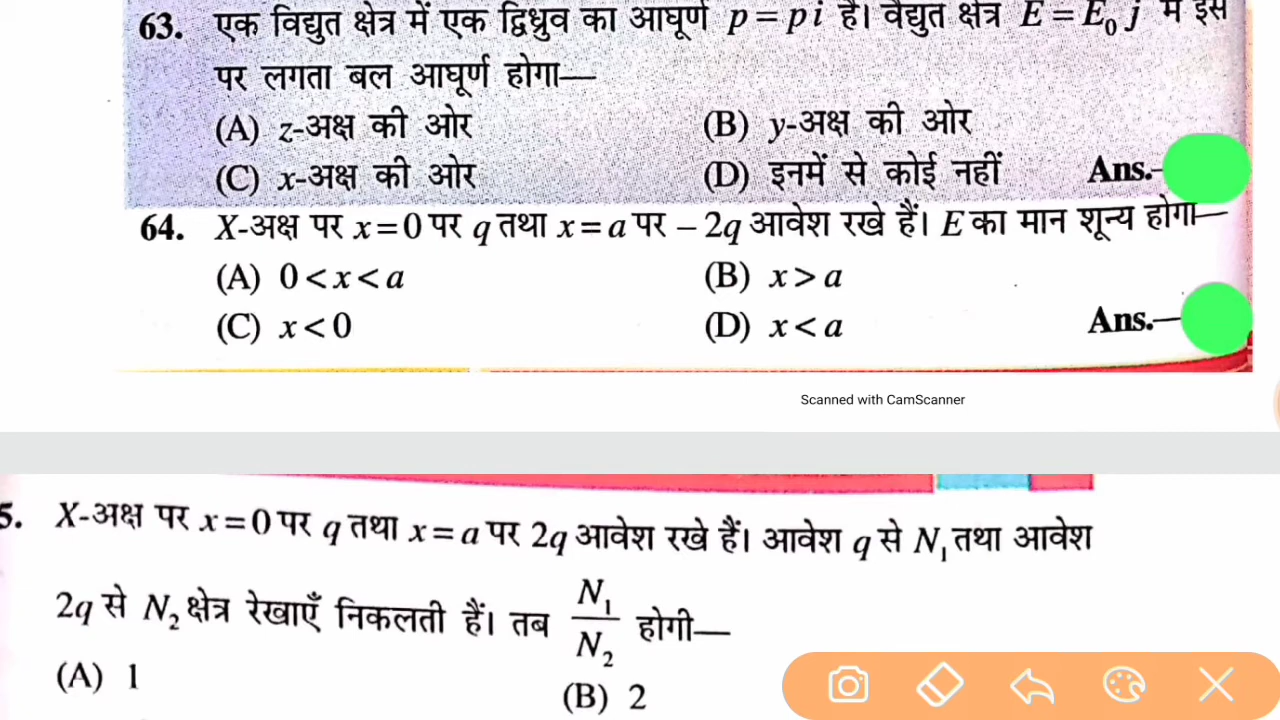 63. एक विद्युत क्षेत्र में एक द्विध्रुव का आघूर्ण p = p i है। वैद्युत क्षेत्र E = E₀ j में इस
पर लगता बल आघूर्ण होगा—
(A) z-अक्ष की ओर (B) y-अक्ष की ओर
(C) x-अक्ष की ओर (D) इनमें से कोई नहीं Ans.-
64. X-अक्ष पर x = 0 पर q तथा x = a पर – 2q आवेश रखे हैं। E का मान शून्य होगा—
(A) 0 < x < a (B) x > a
(C) x < 0 (D) x < a Ans.—
Scanned with CamScanner
5. X-अक्ष पर x = 0 पर q तथा x = a पर 2q आवेश रखे हैं। आवेश q से N₁ तथा आवेश
2q से N₂ क्षेत्र रेखाएँ निकलती हैं। तब N₁/N₂ होगी—
(A) 1 (B) 2